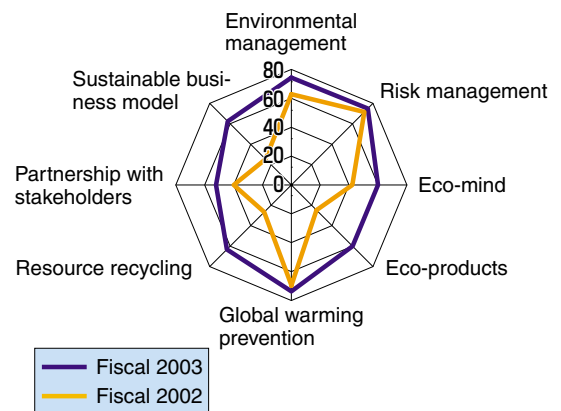 Environmental
management
80
Sustainable busi-
ness model
Risk management
60
40
20
Partnership with
stakeholders
0
Eco-mind
Resource recycling
Eco-products
Global warming
prevention
Fiscal 2003
Fiscal 2002